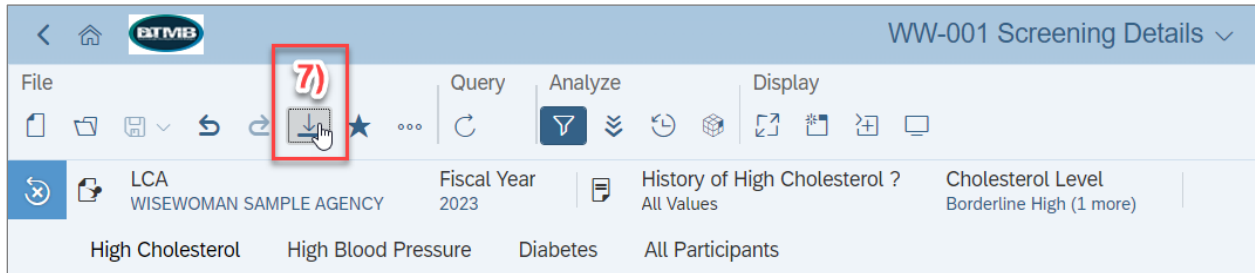 BTMB
WW-001 Screening Details
File
7)
Query
Analyze
Display
LCA
WISEWOMAN SAMPLE AGENCY
Fiscal Year
2023
History of High Cholesterol ?
All Values
Cholesterol Level
Borderline High (1 more)
High Cholesterol
High Blood Pressure
Diabetes
All Participants